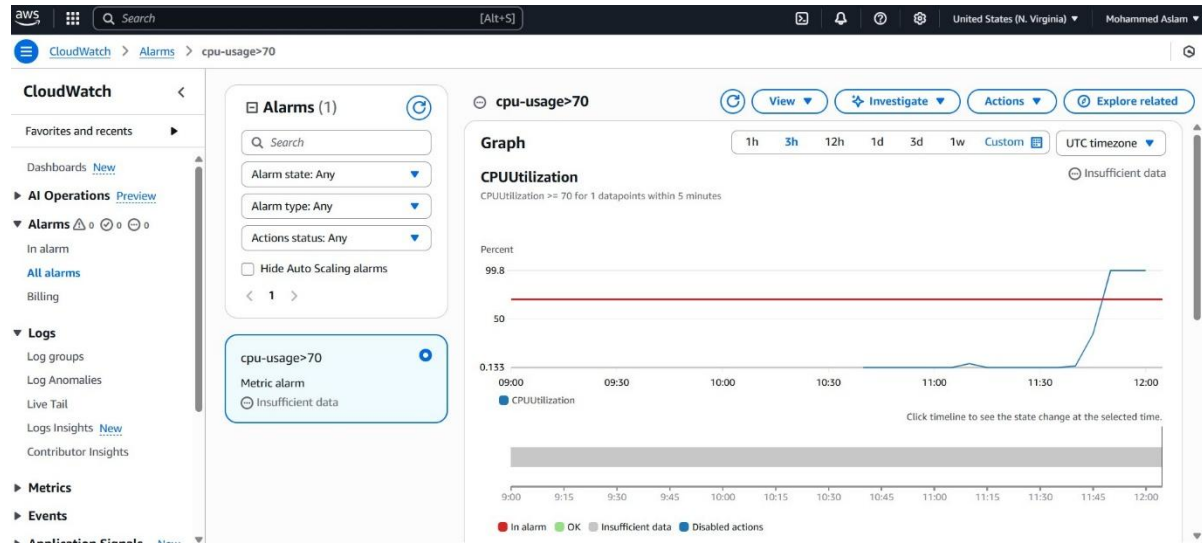 aws
Search
[Alt+S]
United States (N. Virginia)
Mohammed Aslam
CloudWatch > Alarms > cpu-usage>70
CloudWatch
Favorites and recents
Dashboards New
AI Operations Preview
Alarms 0 0 0
In alarm
All alarms
Billing
Logs
Log groups
Log Anomalies
Live Tail
Logs Insights New
Contributor Insights
Metrics
Events
Application Signals New
Alarms (1)
Search
Alarm state: Any
Alarm type: Any
Actions status: Any
Hide Auto Scaling alarms
1
cpu-usage>70
Metric alarm
Insufficient data
cpu-usage>70
View
Investigate
Actions
Explore related
Graph
1h 3h 12h 1d 3d 1w Custom
UTC timezone
CPUUtilization
Insufficient data
CPUUtilization >= 70 for 1 datapoints within 5 minutes
Percent
99.8
50
0.133
09:00 09:30 10:00 10:30 11:00 11:30 12:00
CPUUtilization
Click timeline to see the state change at the selected time.
9:00 9:15 9:30 9:45 10:00 10:15 10:30 10:45 11:00 11:15 11:30 11:45 12:00
In alarm OK Insufficient data Disabled actions